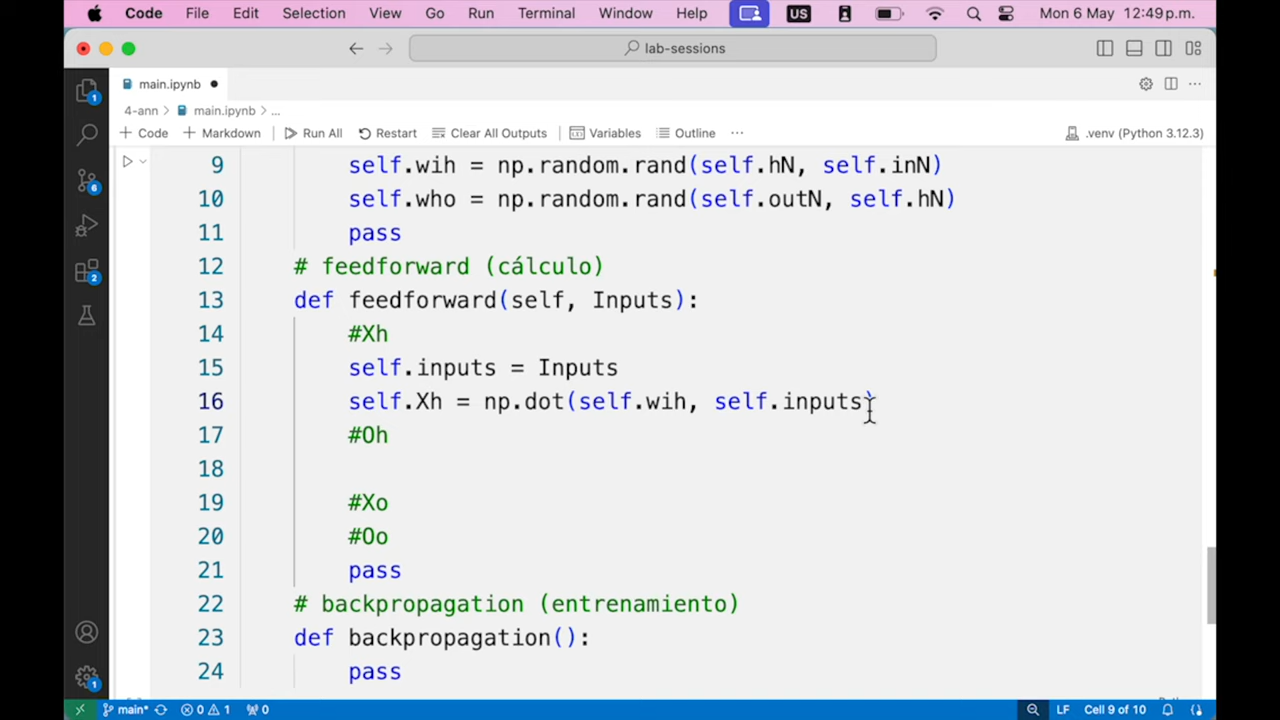 Code File Edit Selection View Go Run Terminal Window Help US Mon 6 May 12:49 p.m.
lab-sessions
main.ipynb
4-ann > main.ipynb > ...
+ Code + Markdown Run All Restart Clear All Outputs Variables Outline ... .venv (Python 3.12.3)
9 self.wih = np.random.rand(self.hN, self.inN)
10 self.who = np.random.rand(self.outN, self.hN)
11 pass
12 # feedforward (cálculo)
13 def feedforward(self, Inputs):
14 #Xh
15 self.inputs = Inputs
16 self.Xh = np.dot(self.wih, self.inputs)
17 #Oh
18
19 #Xo
20 #Oo
21 pass
22 # backpropagation (entrenamiento)
23 def backpropagation():
24 pass
1
6
2
1
main* 0 1 0 LF Cell 9 of 10